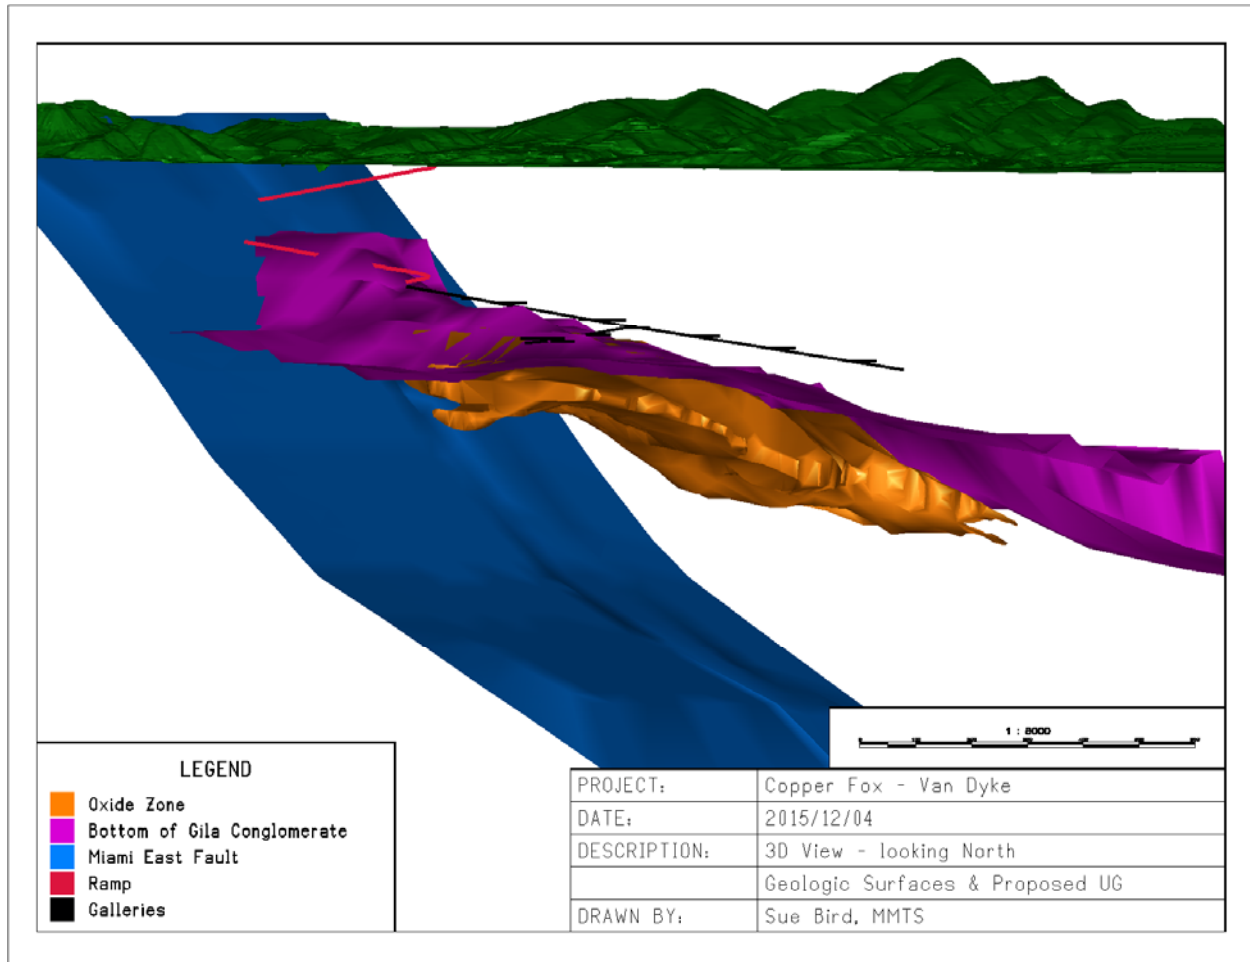 1 : 8000
LEGEND
Oxide Zone
Bottom of Gila Conglomerate
Miami East Fault
Ramp
Galleries
PROJECT: Copper Fox - Van Dyke
DATE: 2015/12/04
DESCRIPTION: 3D View - looking North
Geologic Surfaces & Proposed UG
DRAWN BY: Sue Bird, MMTS